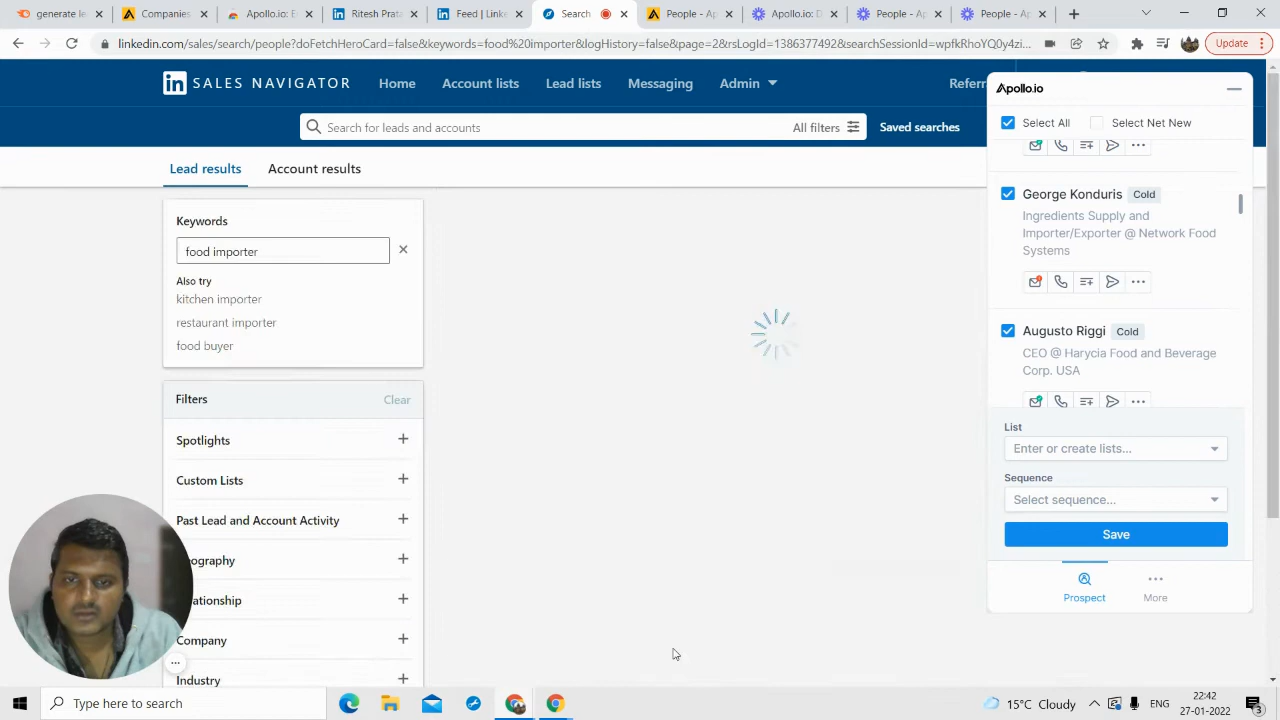 generate lea
Companies
Apollo.io: E
Ritesh Prata
Feed | Linke
Search
People - Ap
Apollo.io: D
People - Ap
People - Ap
linkedin.com/sales/search/people?doFetchHeroCard=false&keywords=food%20importer&logHistory=false&page=2&rsLogId=1386377492&searchSessionId=wpfkRhoYQ0y4zi...
Update
in SALES NAVIGATOR
Home
Account lists
Lead lists
Messaging
Admin
Referr
Search for leads and accounts
All filters
Saved searches
Lead results
Account results
Keywords
food importer
Also try
kitchen importer
restaurant importer
food buyer
Filters
Clear
Spotlights
Custom Lists
Past Lead and Account Activity
ography
ationship
Company
Industry
Apollo.io
Select All
Select Net New
George Konduris
Cold
Ingredients Supply and
Importer/Exporter @ Network Food
Systems
Augusto Riggi
Cold
CEO @ Harycia Food and Beverage
Corp. USA
List
Enter or create lists...
Sequence
Select sequence...
Save
Prospect
More
Type here to search
15°C Cloudy
ENG
22:42
27-01-2022
3